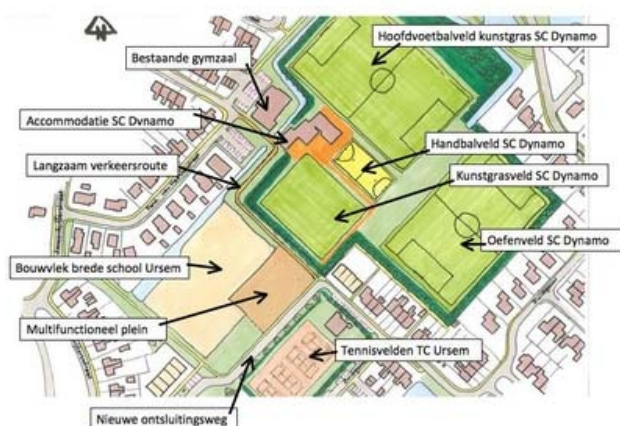 Hoofdvoetbalveld kunstgras SC Dynamo
Bestaande gymzaal
Accommodatie SC Dvnamo
Handbalveld SC Dynamo
Langzaam verkeersroute
Kunstgrasveld SC Dynamo
Oefenveld SC Dynamo
Bouwvlek brede school Ursem
Multifunctioneel plein
Tennisvelden TC Ursem
Nieuwe ontsluitingsweg